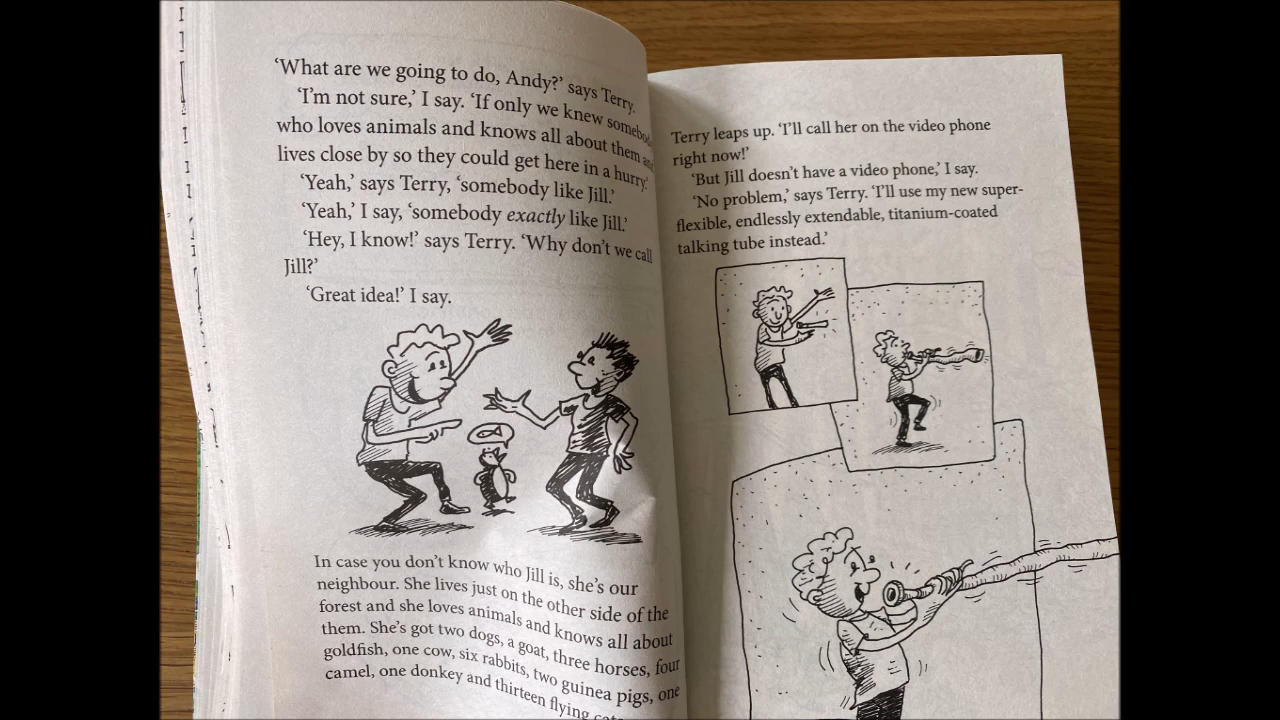 ‘What are we going to do, Andy?’ says Terry.
‘I’m not sure,’ I say. ‘If only we knew
who loves animals and knows all about them
lives close by so they could get here in a hurry.’
‘Yeah,’ says Terry, ‘somebody like Jill.’
‘Yeah,’ I say, ‘somebody exactly like Jill.’
‘Hey, I know!’ says Terry. ‘Why don’t we call
Jill?’
‘Great idea!’ I say.
In case you don’t know who Jill is, she’s our
neighbour. She lives just on the other side of the
forest and she loves animals and knows all about
them. She’s got two dogs, a goat, three horses, four
goldfish, one cow, six rabbits, two guinea pigs, one
camel, one donkey and thirteen flying
Terry leaps up. ‘I’ll call her on the video phone
right now!’
‘But Jill doesn’t have a video phone,’ I say.
‘No problem,’ says Terry. ‘I’ll use my new super-
flexible, endlessly extendable, titanium-coated
talking tube instead.’